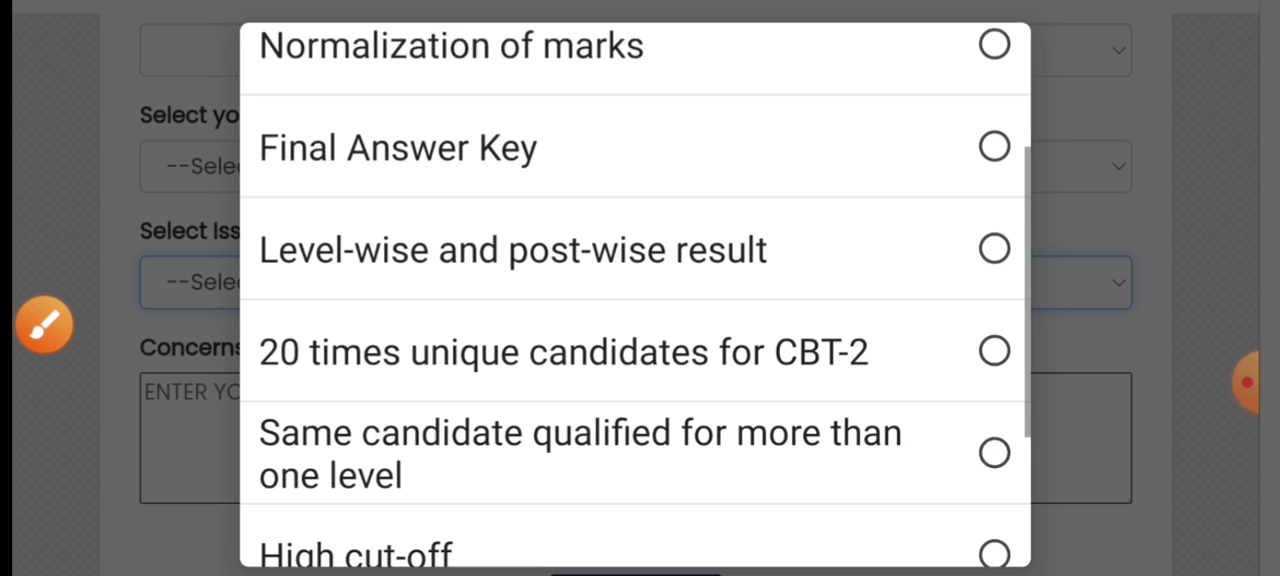 Normalization of marks
Select yo
Final Answer Key
--Sele
Select Iss
Level-wise and post-wise result
--Sele
Concerns
20 times unique candidates for CBT-2
ENTER YO
Same candidate qualified for more than
one level
High cut-off